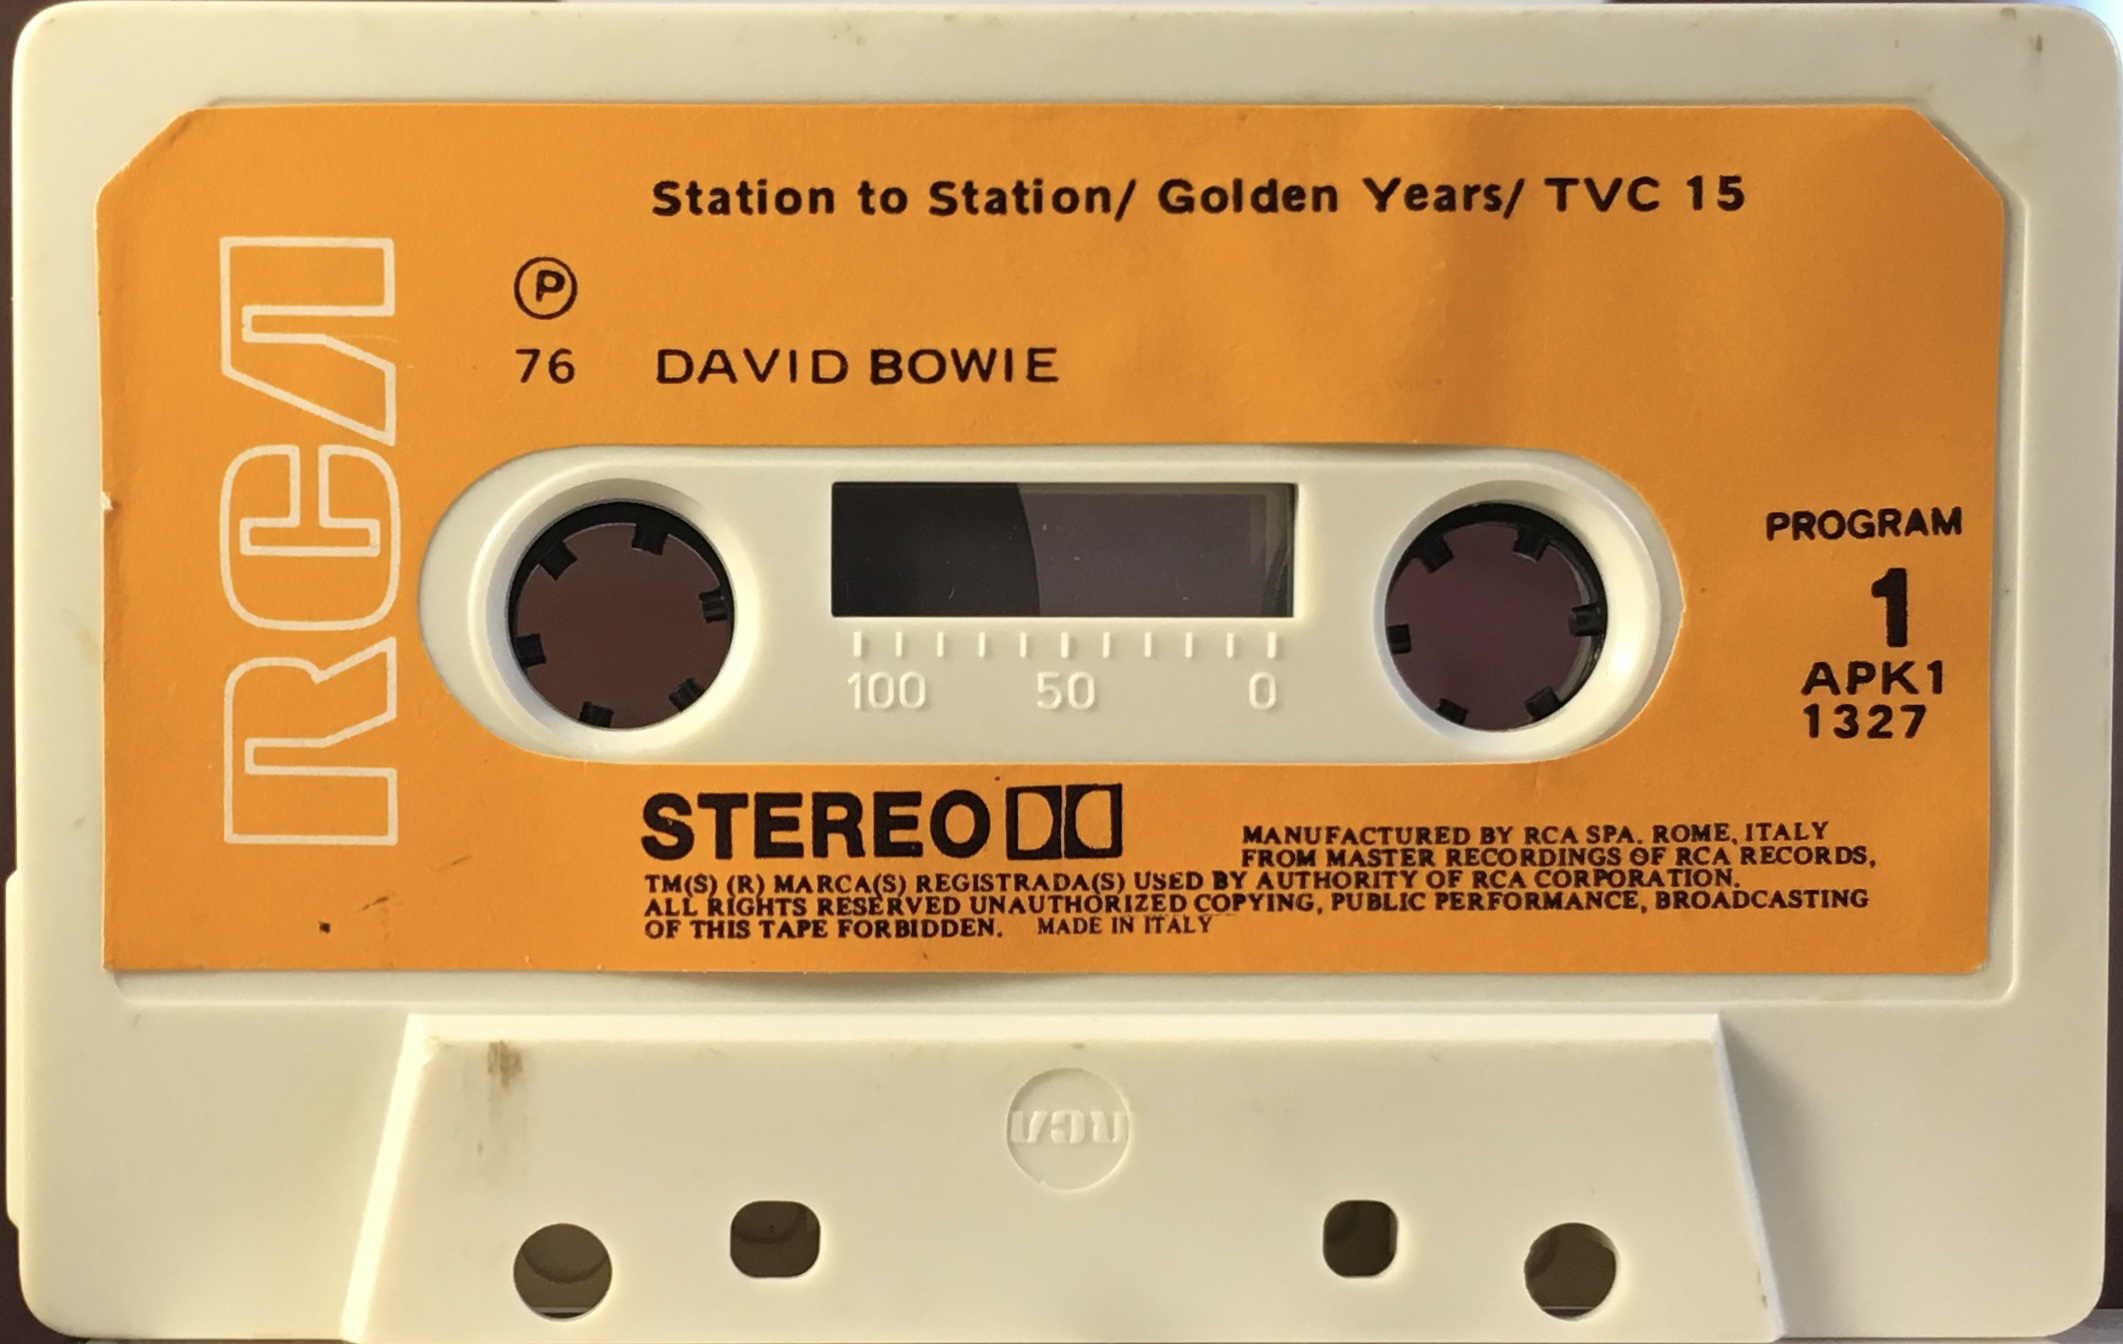 Station to Station/ Golden Years/ TVC 15
Ⓟ
76 DAVID BOWIE
RCA
PROGRAM
1
APK1
1327
100 50 0
STEREO
MANUFACTURED BY RCA SPA. ROME, ITALY
FROM MASTER RECORDINGS OF RCA RECORDS,
TM(S) (R) MARCA(S) REGISTRADA(S) USED BY AUTHORITY OF RCA CORPORATION.
ALL RIGHTS RESERVED UNAUTHORIZED COPYING, PUBLIC PERFORMANCE, BROADCASTING
OF THIS TAPE FORBIDDEN. MADE IN ITALY
RCA